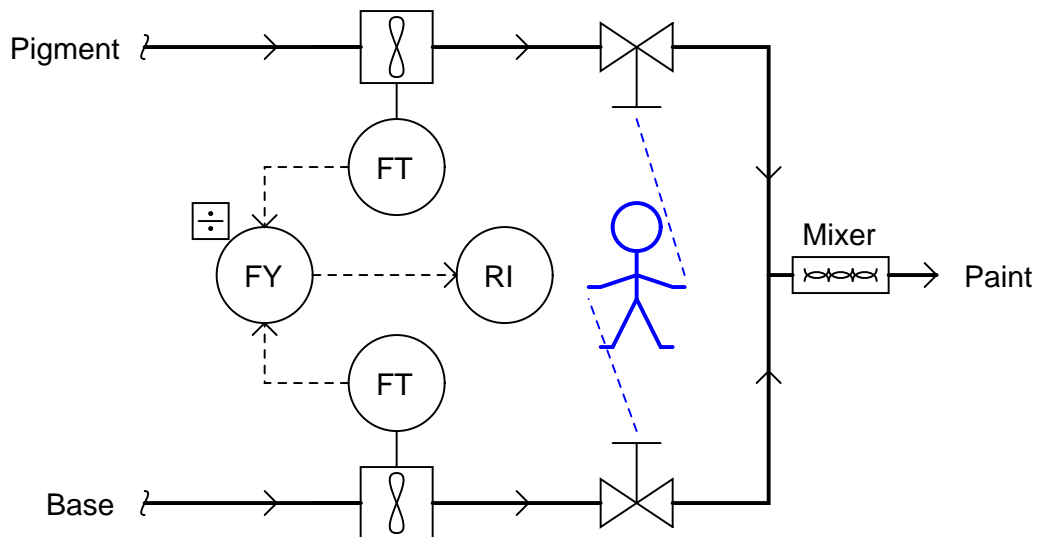 Pigment
FT
÷
FY
RI
Mixer
Paint
FT
Base